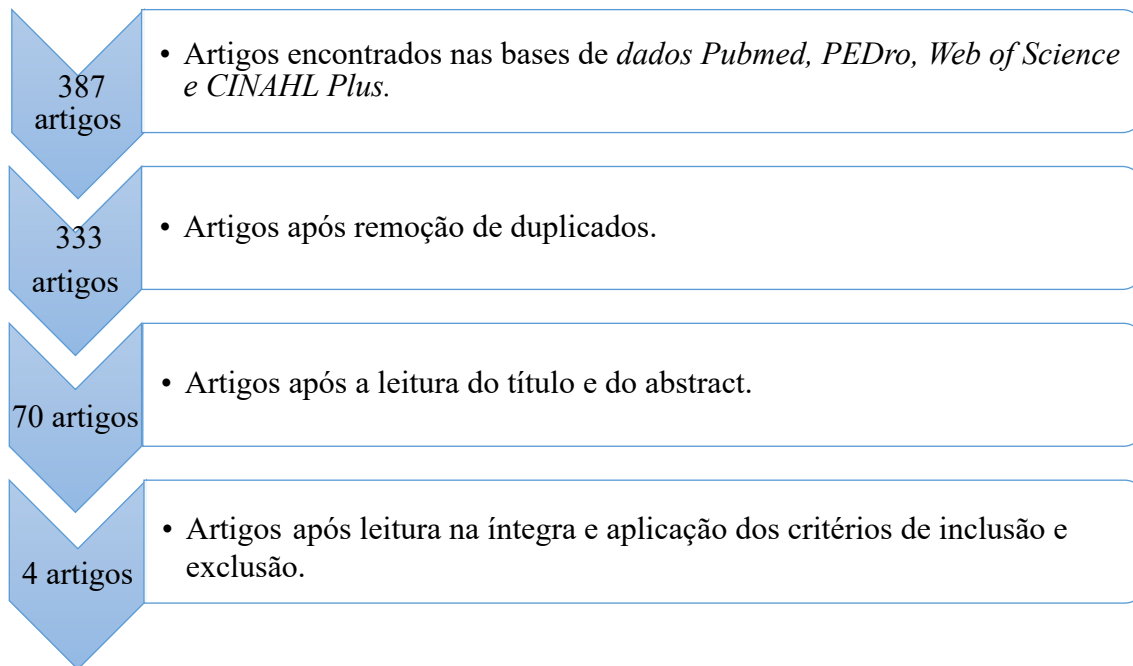 387
artigos
• Artigos encontrados nas bases de dados Pubmed, PEDro, Web of Science
e CINAHL Plus.
333
artigos
• Artigos após remoção de duplicados.
70 artigos
• Artigos após a leitura do título e do abstract.
4 artigos
• Artigos após leitura na íntegra e aplicação dos critérios de inclusão e
exclusão.